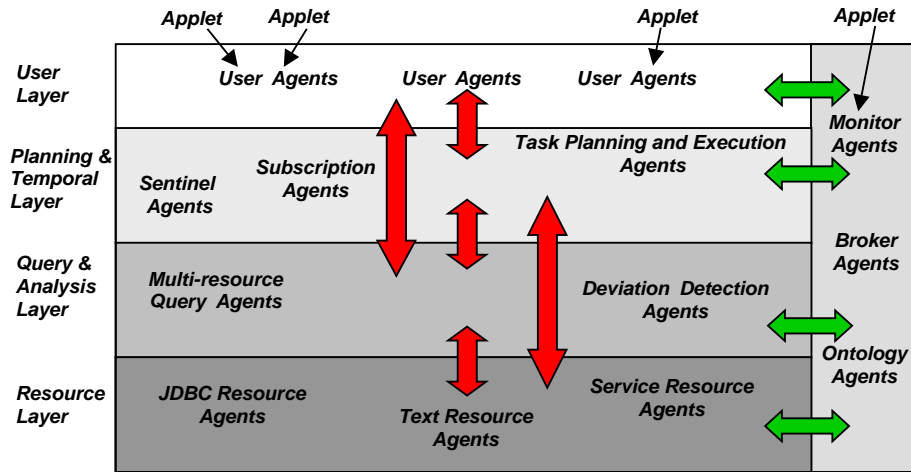 Applet
Applet
Applet
Applet
User
Layer
User Agents
User Agents
User Agents
Monitor
Agents
Planning &
Temporal
Layer
Sentinel
Agents
Subscription
Agents
Task Planning and Execution
Agents
Broker
Agents
Query &
Analysis
Layer
Multi-resource
Query Agents
Deviation Detection
Agents
Ontology
Agents
Resource
Layer
JDBC Resource
Agents
Text Resource
Agents
Service Resource
Agents